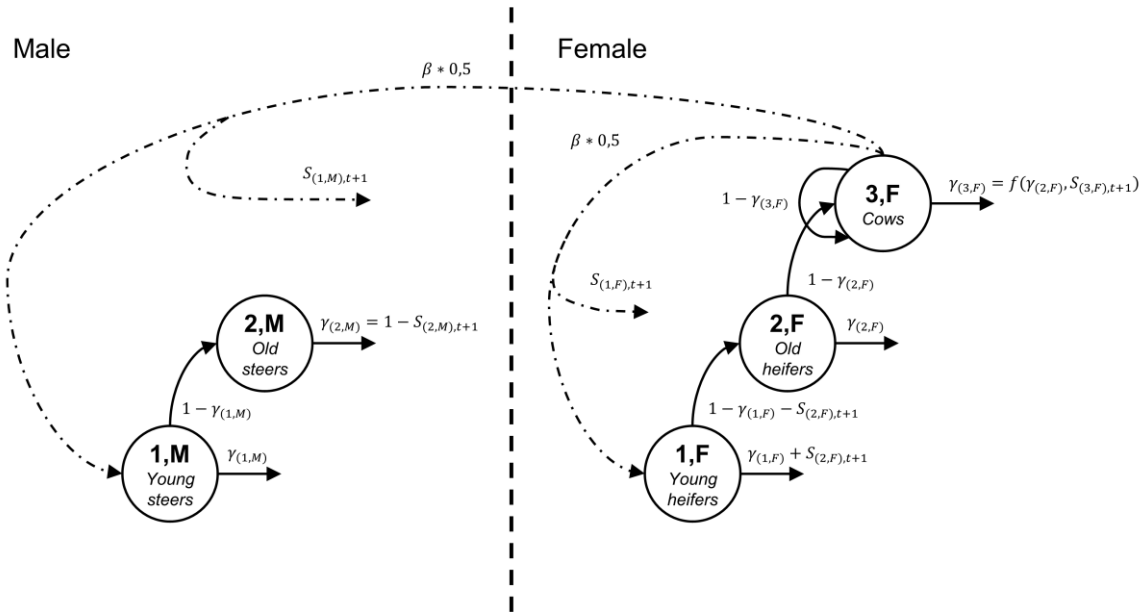 Male
Female
β * 0,5
β * 0,5
S(1,M),t+1
3,F
Cows
γ(3,F) = f(γ(2,F), S(3,F),t+1)
1 − γ(3,F)
1 − γ(2,F)
S(1,F),t+1
2,M
Old
steers
γ(2,M) = 1 − S(2,M),t+1
2,F
Old
heifers
γ(2,F)
1 − γ(1,M)
1 − γ(1,F) − S(2,F),t+1
1,M
Young
steers
γ(1,M)
1,F
Young
heifers
γ(1,F) + S(2,F),t+1